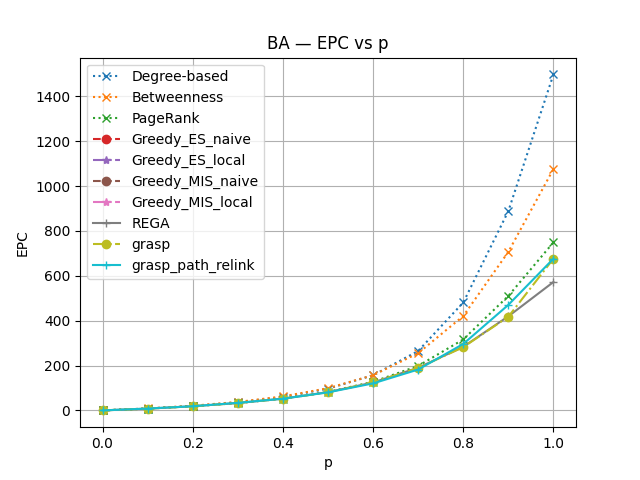 BA — EPC vs p
Degree-based
Betweenness
PageRank
Greedy_ES_naive
Greedy_ES_local
Greedy_MIS_naive
Greedy_MIS_local
REGA
grasp
grasp_path_relink
EPC
1400
1200
1000
800
600
400
200
0
0.0 0.2 0.4 0.6 0.8 1.0
p